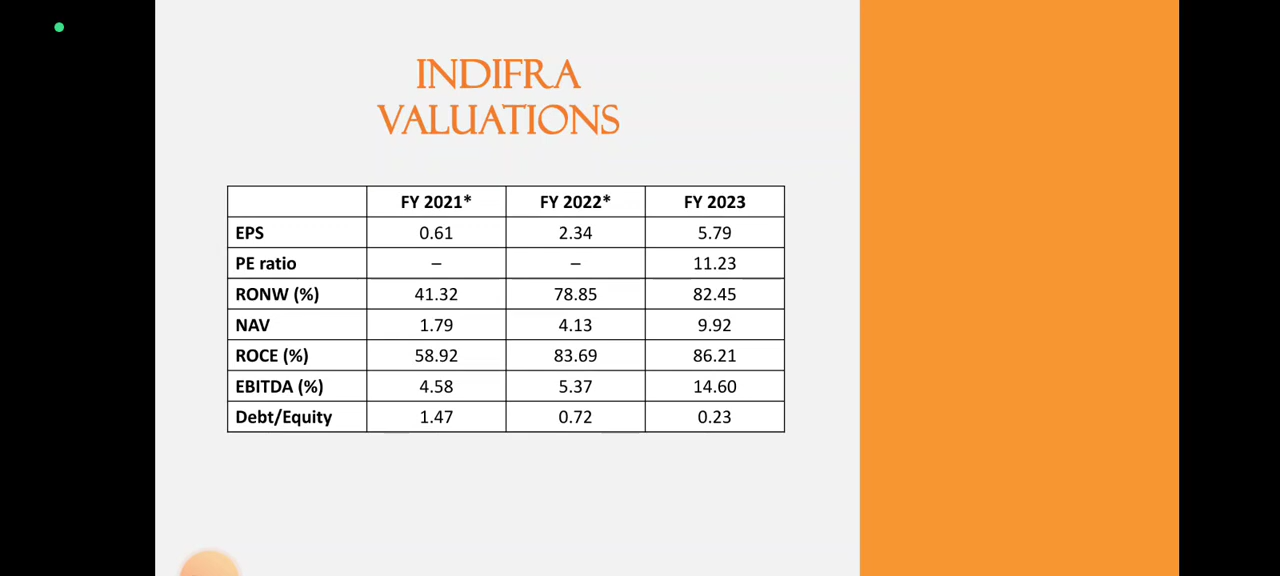 INDIFRA
VALUATIONS
FY 2021* FY 2022* FY 2023
EPS 0.61 2.34 5.79
PE ratio – – 11.23
RONW (%) 41.32 78.85 82.45
NAV 1.79 4.13 9.92
ROCE (%) 58.92 83.69 86.21
EBITDA (%) 4.58 5.37 14.60
Debt/Equity 1.47 0.72 0.23